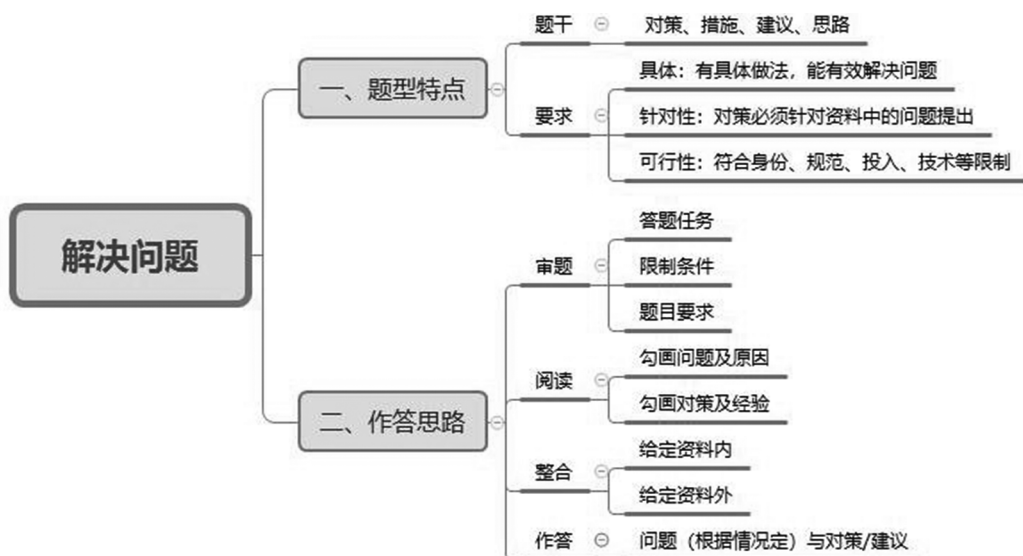 解决问题
一、题型特点
题干
对策、措施、建议、思路
要求
具体：有具体做法，能有效解决问题
针对性：对策必须针对资料中的问题提出
可行性：符合身份、规范、投入、技术等限制
二、作答思路
审题
答题任务
限制条件
题目要求
阅读
勾画问题及原因
勾画对策及经验
整合
给定资料内
给定资料外
作答
问题（根据情况定）与对策/建议